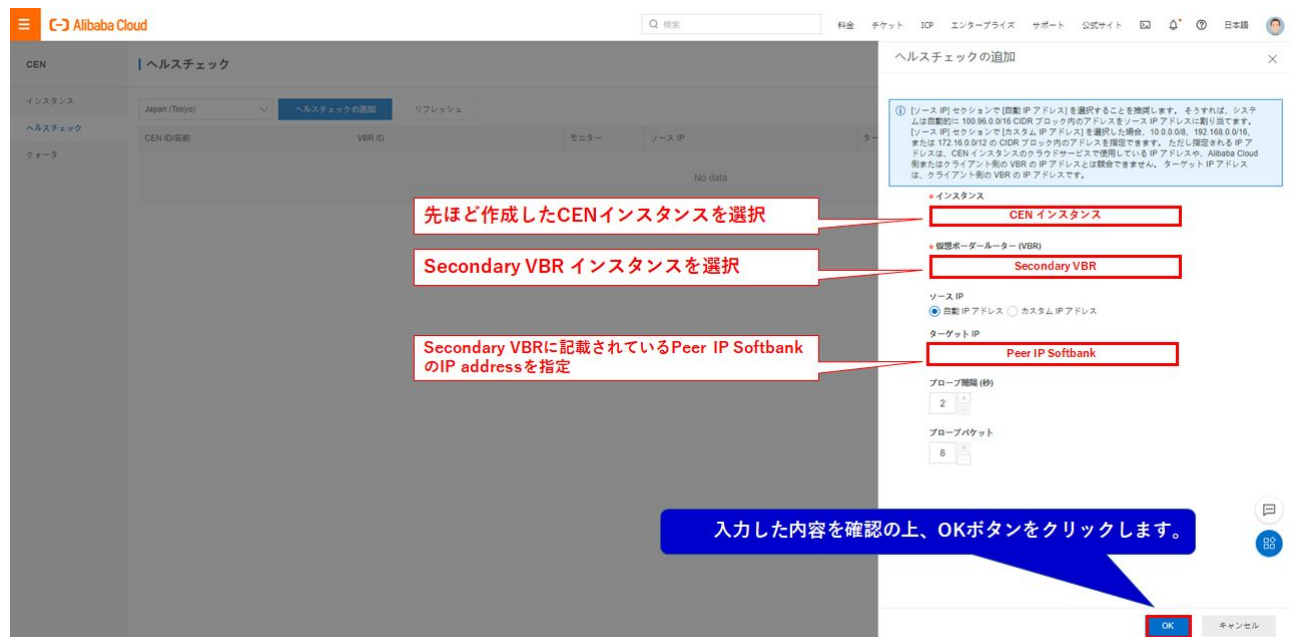 Alibaba Cloud
検索
料金 チケット ICP エンタープライズ サポート 公式サイト 日本語
CEN
ヘルスチェック
インスタンス
ヘルスチェック
クォータ
Japan (Tokyo) ヘルスチェックの追加 リフレッシュ
CEN ID/名前 VBR ID モニター ソース IP ター
No data
ヘルスチェックの追加
[ソース IP] セクションで [自動 IP アドレス] を選択することを推奨します。 そうすれば、システ
ムは自動的に 100.96.0.0/16 CIDR ブロック内のアドレスをソース IP アドレスに割り当てます。
[ソース IP] セクションで [カスタム IP アドレス] を選択した場合、10.0.0.0/8、192.168.0.0/16、
または 172.16.0.0/12 の CIDR ブロック内のアドレスを指定できます。 ただし指定される IP ア
ドレスは、CEN インスタンスのクラウドサービスで使用している IP アドレスや、Alibaba Cloud
側またはクライアント側の VBR の IP アドレスとは競合できません。 ターゲット IP アドレス
は、クライアント側の VBR の IP アドレスです。
* インスタンス
CEN インスタンス
* 仮想ボーダールーター (VBR)
Secondary VBR
ソース IP
自動 IP アドレス カスタム IP アドレス
ターゲット IP
Peer IP Softbank
プローブ間隔 (秒)
2
プローブパケット
8
先ほど作成したCENインスタンスを選択
Secondary VBR インスタンスを選択
Secondary VBRに記載されているPeer IP Softbank
のIP addressを指定
入力した内容を確認の上、OKボタンをクリックします。
OK キャンセル